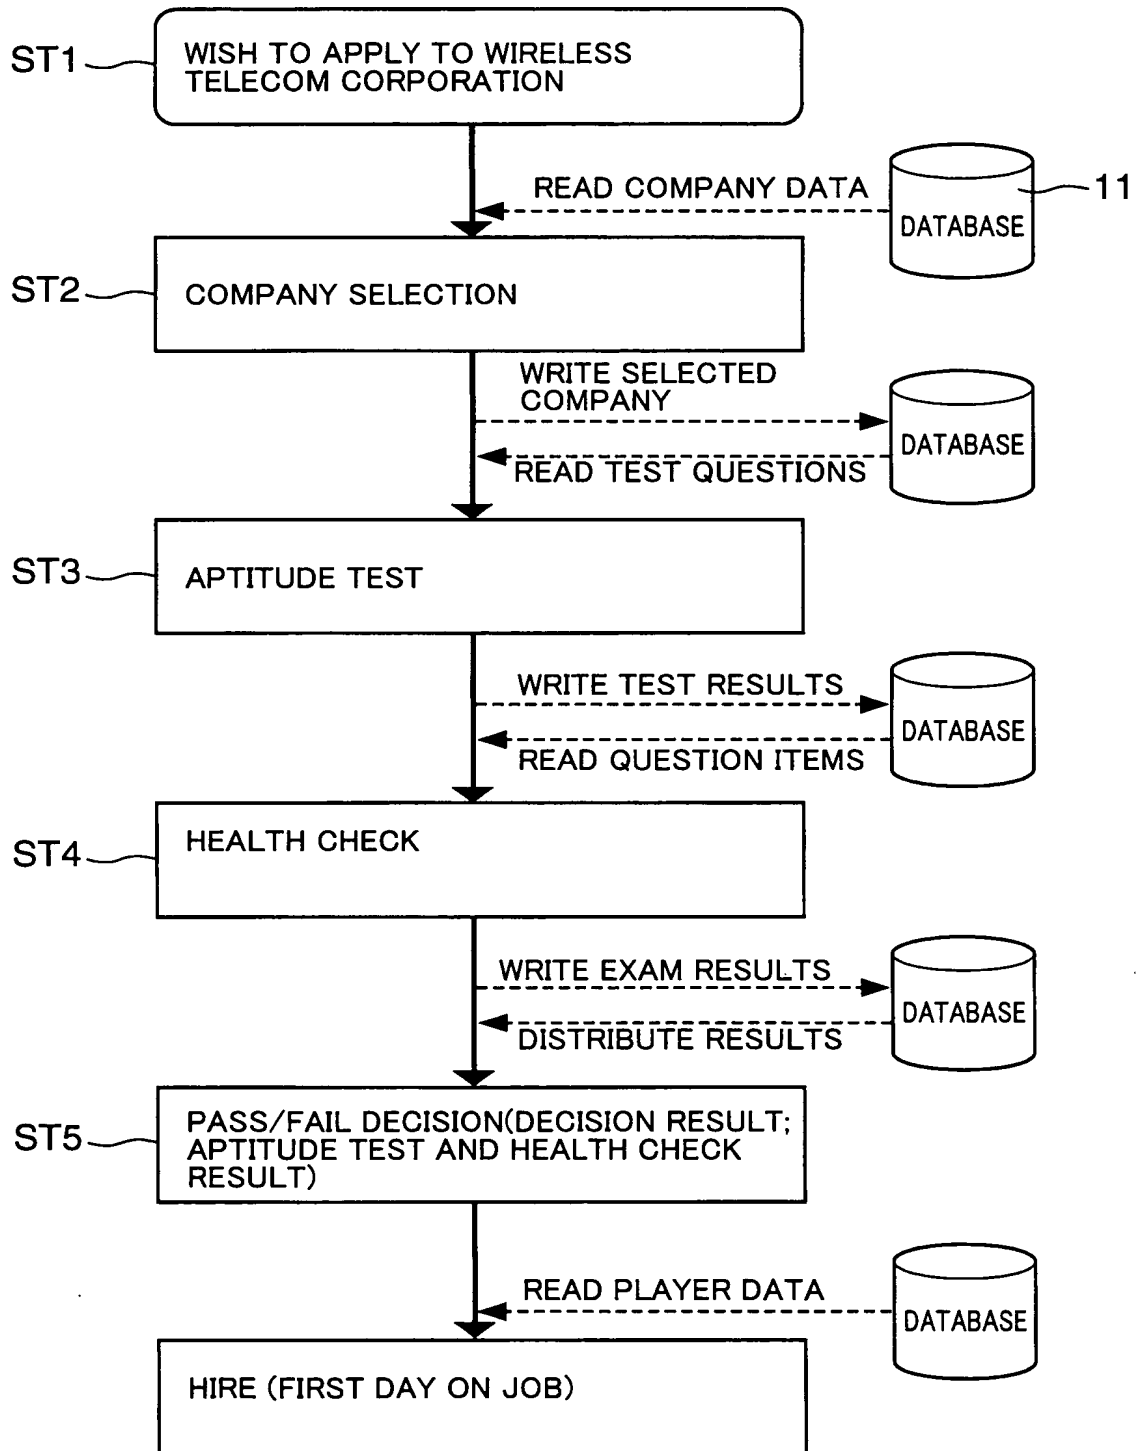 ST1
WISH TO APPLY TO WIRELESS
TELECOM CORPORATION
READ COMPANY DATA
DATABASE
11
ST2
COMPANY SELECTION
WRITE SELECTED
COMPANY
DATABASE
READ TEST QUESTIONS
ST3
APTITUDE TEST
WRITE TEST RESULTS
DATABASE
READ QUESTION ITEMS
ST4
HEALTH CHECK
WRITE EXAM RESULTS
DATABASE
DISTRIBUTE RESULTS
ST5
PASS/FAIL DECISION(DECISION RESULT;
APTITUDE TEST AND HEALTH CHECK
RESULT)
READ PLAYER DATA
DATABASE
HIRE (FIRST DAY ON JOB)